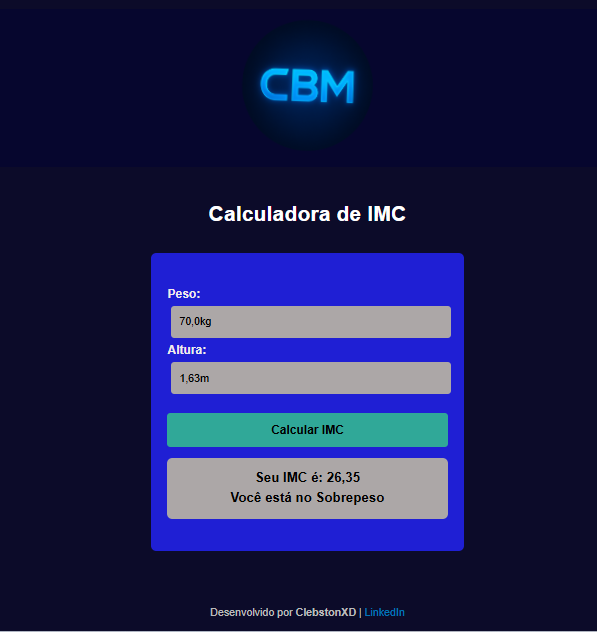 CBM
Calculadora de IMC
Peso:
70,0kg
Altura:
1,63m
Calcular IMC
Seu IMC é: 26,35
Você está no Sobrepeso
Desenvolvido por ClebstonXD | LinkedIn